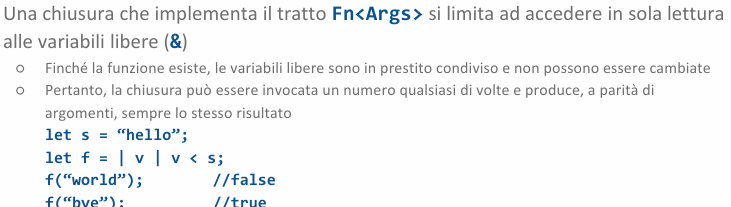 Una chiusura che implementa il tratto Fn<Args> si limita ad accedere in sola lettura
alle variabili libere (&)
○ Finché la funzione esiste, le variabili libere sono in prestito condiviso e non possono essere cambiate
○ Pertanto, la chiusura può essere invocata un numero qualsiasi di volte e produce, a parità di
argomenti, sempre lo stesso risultato
let s = “hello”;
let f = | v | v < s;
f(“world”); //false
f(“bye”); //true